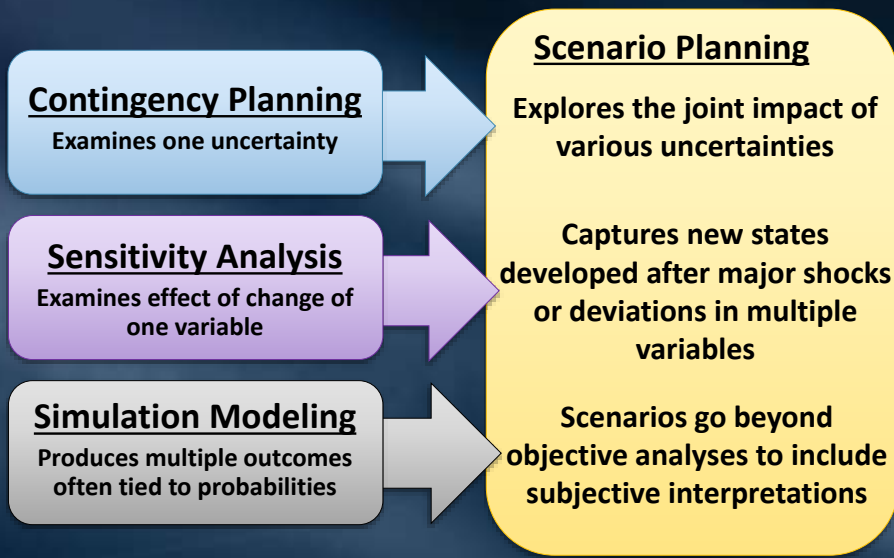 Contingency Planning
Examines one uncertainty
Sensitivity Analysis
Examines effect of change of
one variable
Simulation Modeling
Produces multiple outcomes
often tied to probabilities
Scenario Planning
Explores the joint impact of
various uncertainties
Captures new states
developed after major shocks
or deviations in multiple
variables
Scenarios go beyond
objective analyses to include
subjective interpretations